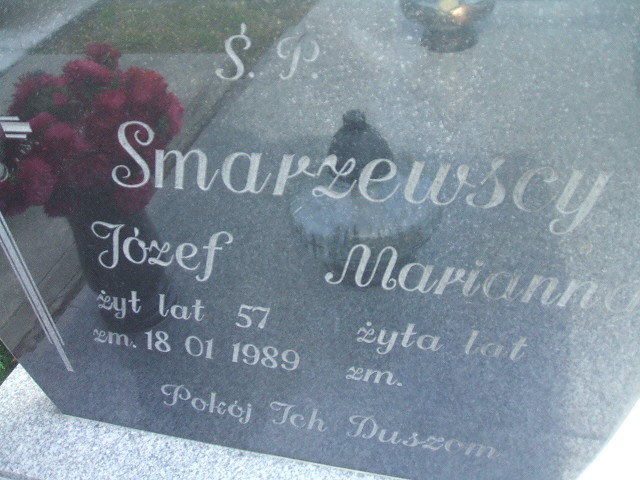 Ś. P.
Smarzewscy
Józef Marianna
żył lat 57 żyła lat
zm. 18 01 1989 zm.
Pokój Ich Duszom